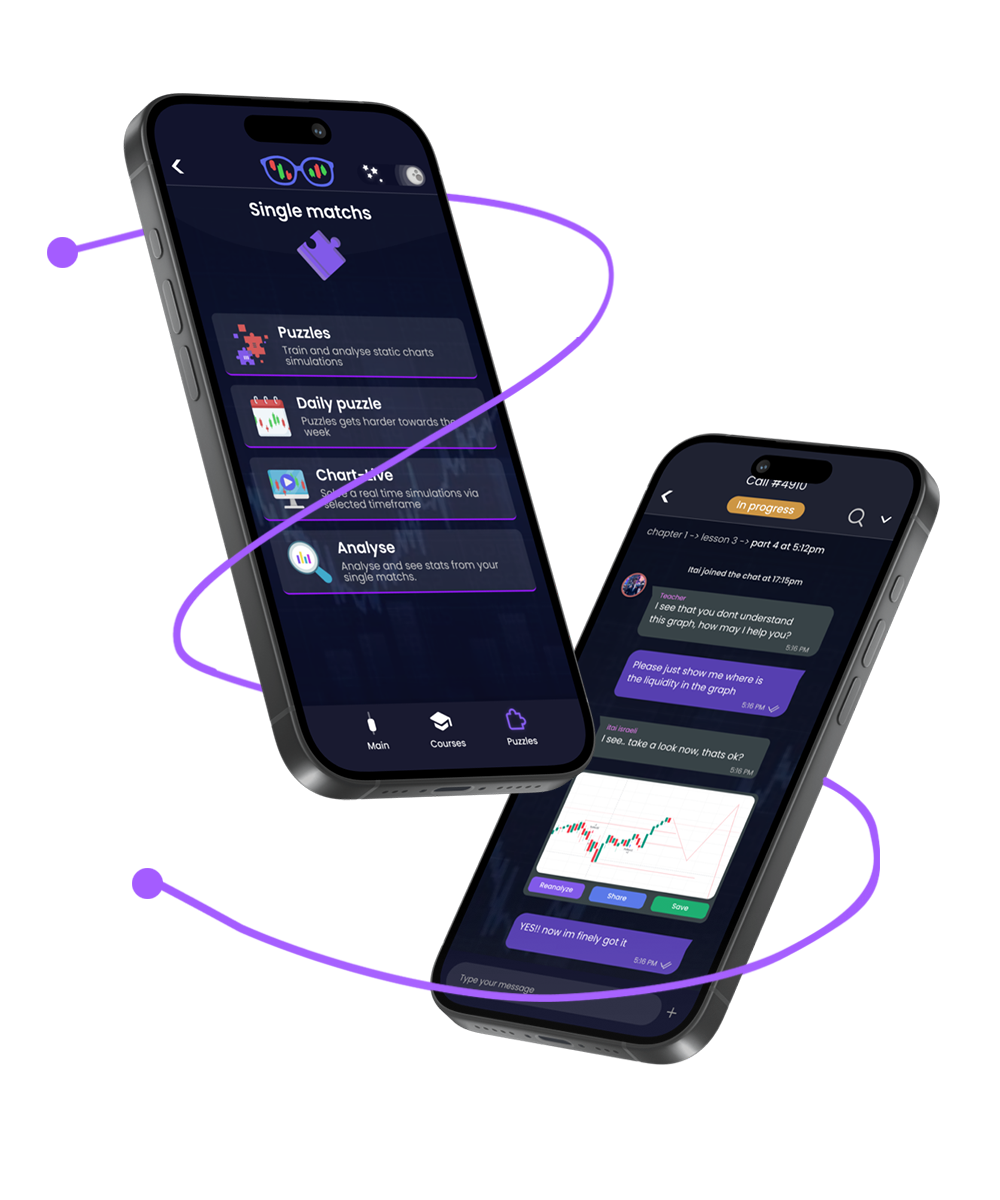 Single matchs
Puzzles
Train and analyse static charts
simulations
Daily puzzle
Puzzles gets harder towards the
week
Chart-Live
Solve a real time simulations via
selected timeframe
Analyse
Analyse and see stats from your
single matchs.
Main
Courses
Puzzles
Call #4910
In progress
chapter 1 -> lesson 3 -> part 4 at 5:12pm
Itai joined the chat at 17:15pm
Teacher
I see that you dont understand
this graph, how may I help you?
5:16 PM
Please just show me where is
the liquidity in the graph
5:16 PM
Itai Israeli
I see.. take a look now, thats ok?
5:16 PM
Reanalyze
Share
Save
YES!! now im finely got it
5:16 PM
Type your message